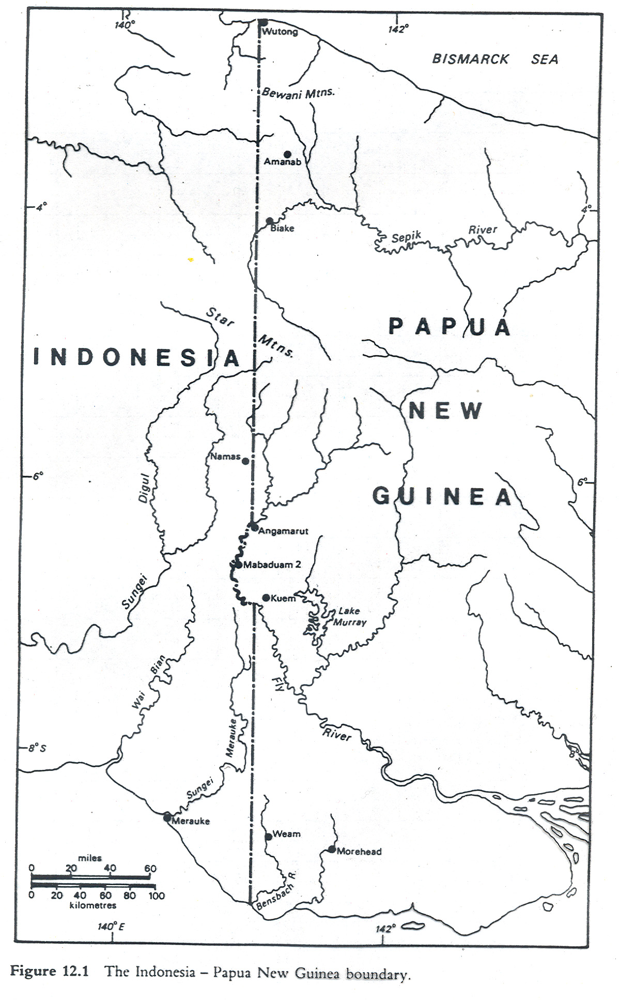 140°
142°
Wutong
BISMARCK SEA
Bewani Mtns.
Amanab
4°
4°
Biake
Sepik River
Star Mtns.
PAPUA
INDONESIA
NEW
Namas
6°
6°
Digul
GUINEA
Angamarut
Mabaduam 2
Sungei
Kuem
Lake
Murray
Wai Bian
Fly
River
Merauke
8°S
Sungei
Merauke
Weam
Morehead
miles
0 20 40 60
0 20 40 60 80 100
kilometres
Bensbach R.
140°E
142°
Figure 12.1 The Indonesia – Papua New Guinea boundary.